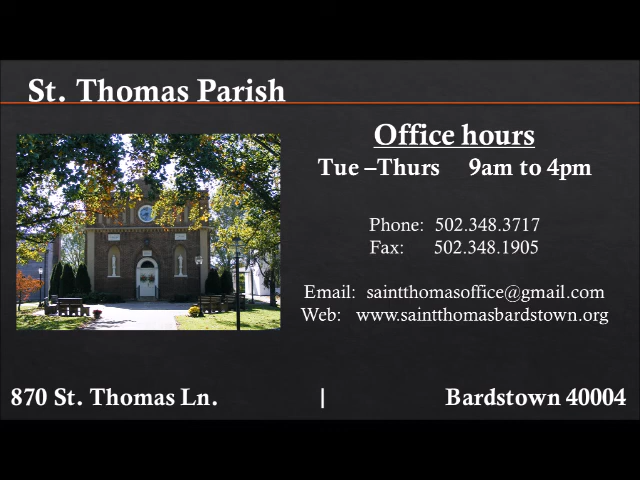 St. Thomas Parish
Office hours
Tue –Thurs 9am to 4pm
Phone: 502.348.3717
Fax: 502.348.1905
Email: saintthomasoffice@gmail.com
Web: www.saintthomasbardstown.org
870 St. Thomas Ln. | Bardstown 40004